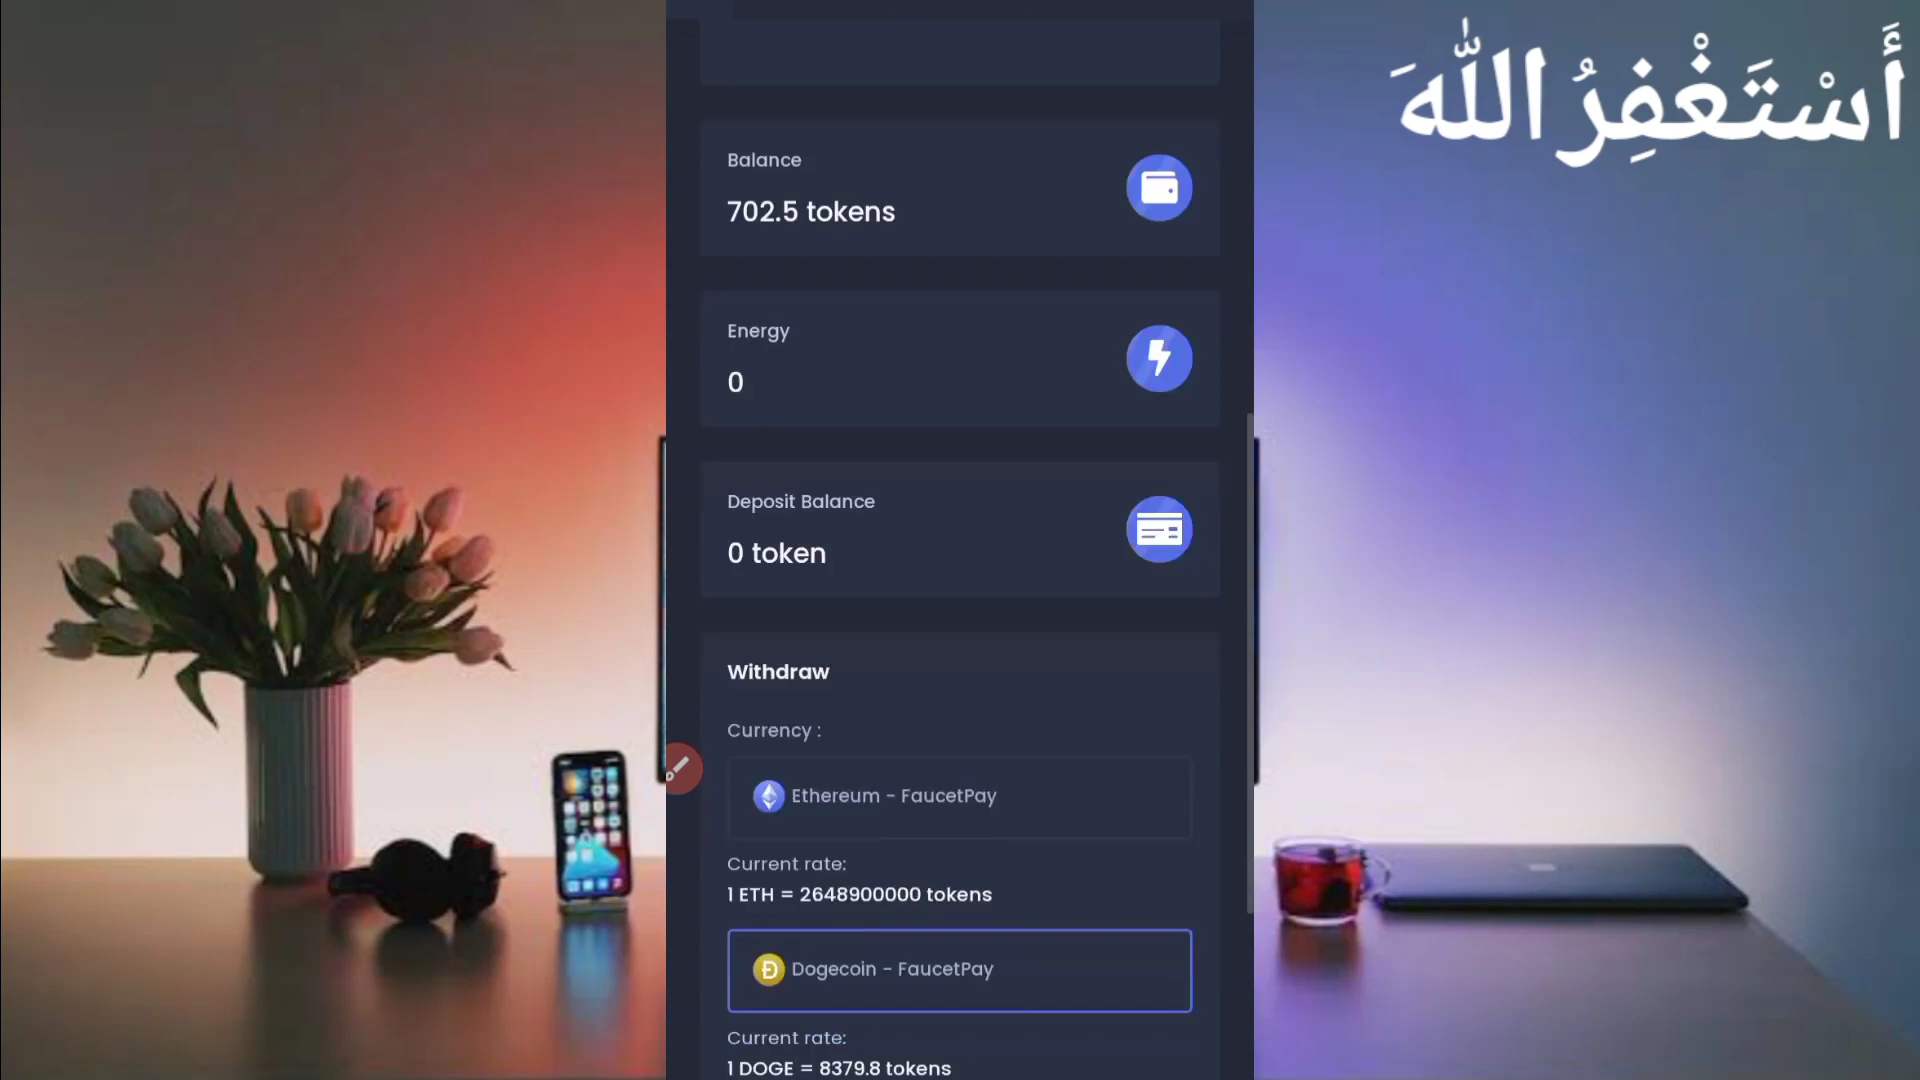 أَسْتَغْفِرُ اللّٰهَ
Balance
702.5 tokens
Energy
0
Deposit Balance
0 token
Withdraw
Currency :
Ethereum - FaucetPay
Current rate:
1 ETH = 2648900000 tokens
Dogecoin - FaucetPay
Current rate:
1 DOGE = 8379.8 tokens